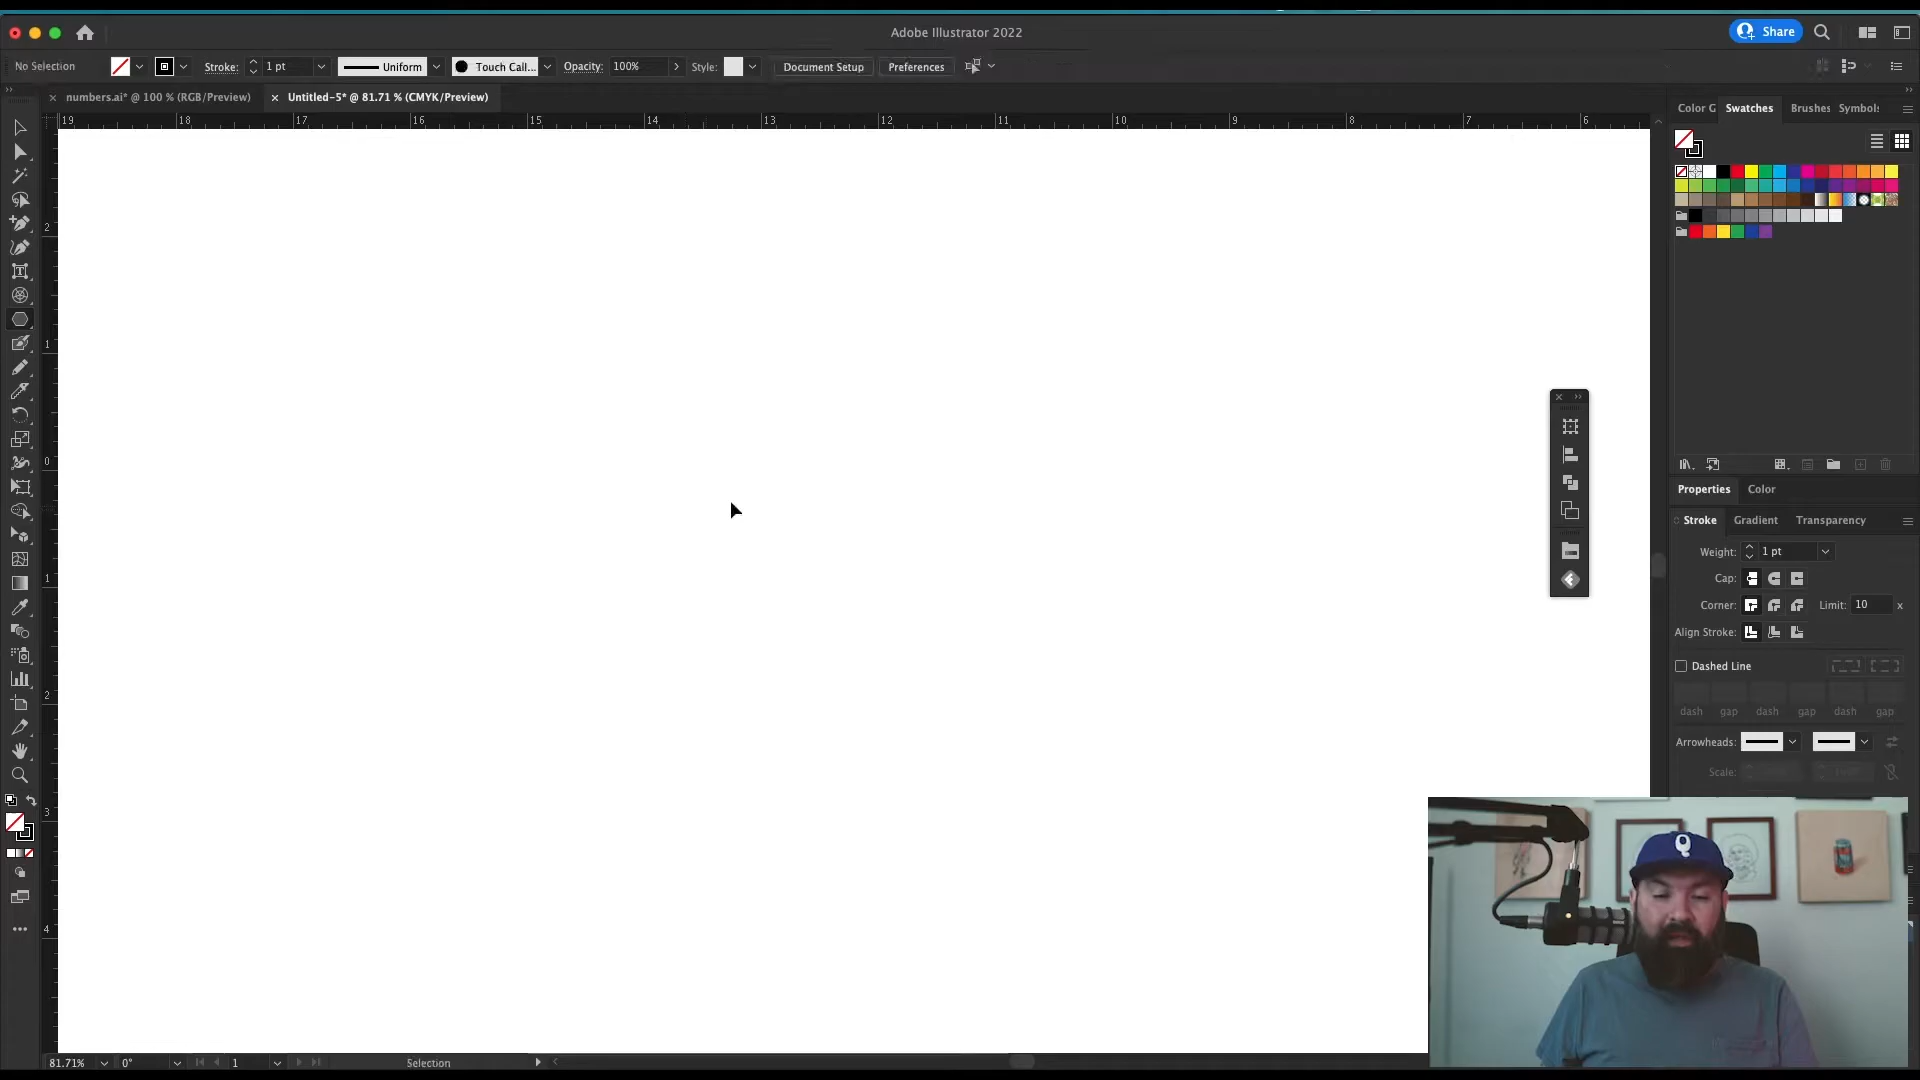 Adobe Illustrator 2022
Share
No Selection
Stroke:
1 pt
Uniform
Touch Call...
Opacity:
100%
Style:
Document Setup
Preferences
numbers.ai* @ 100 % (RGB/Preview)
Untitled-5* @ 81.71 % (CMYK/Preview)
19 18 17 16 15 14 13 12 11 10 9 8 7 6
2
1
0
1
2
3
4
Color G
Swatches
Brushes
Symbols
Properties
Color
Stroke
Gradient
Transparency
Weight:
1 pt
Cap:
Corner:
Limit:
10
x
Align Stroke:
Dashed Line
dash gap dash gap dash gap
Arrowheads:
Scale:
Q
81.71%
0°
1
Selection